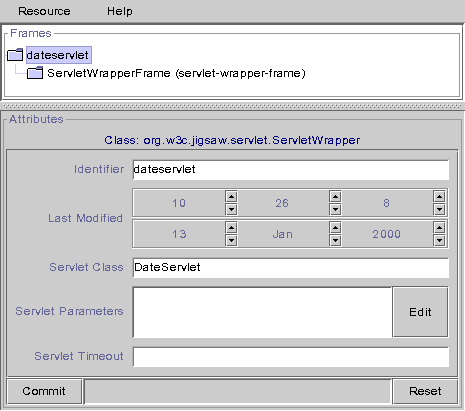 Resource Help
Frames
dateservlet
ServletWrapperFrame (servlet-wrapper-frame)
Attributes
Class: org.w3c.jigsaw.servlet.ServletWrapper
Identifier dateservlet
10 26 8
Last Modified
13 Jan 2000
Servlet Class DateServlet
Servlet Parameters Edit
Servlet Timeout
Commit Reset